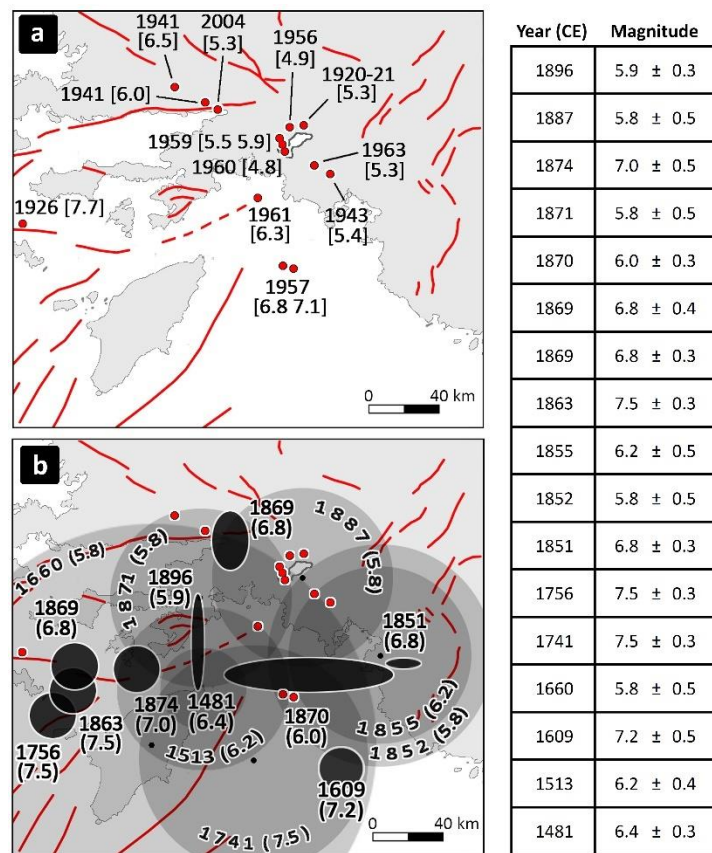 a
1941
[6.5]
2004
[5.3]
1956
[4.9]
1920-21
[5.3]
1941 [6.0]
1959 [5.5 5.9]
1960 [4.8]
1963
[5.3]
1926 [7.7]
1961
[6.3]
1943
[5.4]
1957
[6.8 7.1]
0 40 km
b
1869
(6.8)
1887 (5.8)
1660 (5.8)
1871 (5.8)
1896
(5.9)
1869
(6.8)
1851
(6.8)
1874
(7.0)
1481
(6.4)
1870
(6.0)
1863
(7.5)
1756
(7.5)
1855 (6.2)
1852 (5.8)
1513 (6.2)
1609
(7.2)
1741 (7.5)
0 40 km
Year (CE) Magnitude
1896 5.9 ± 0.3
1887 5.8 ± 0.5
1874 7.0 ± 0.5
1871 5.8 ± 0.5
1870 6.0 ± 0.3
1869 6.8 ± 0.4
1869 6.8 ± 0.3
1863 7.5 ± 0.3
1855 6.2 ± 0.5
1852 5.8 ± 0.5
1851 6.8 ± 0.3
1756 7.5 ± 0.3
1741 7.5 ± 0.3
1660 5.8 ± 0.5
1609 7.2 ± 0.5
1513 6.2 ± 0.4
1481 6.4 ± 0.3